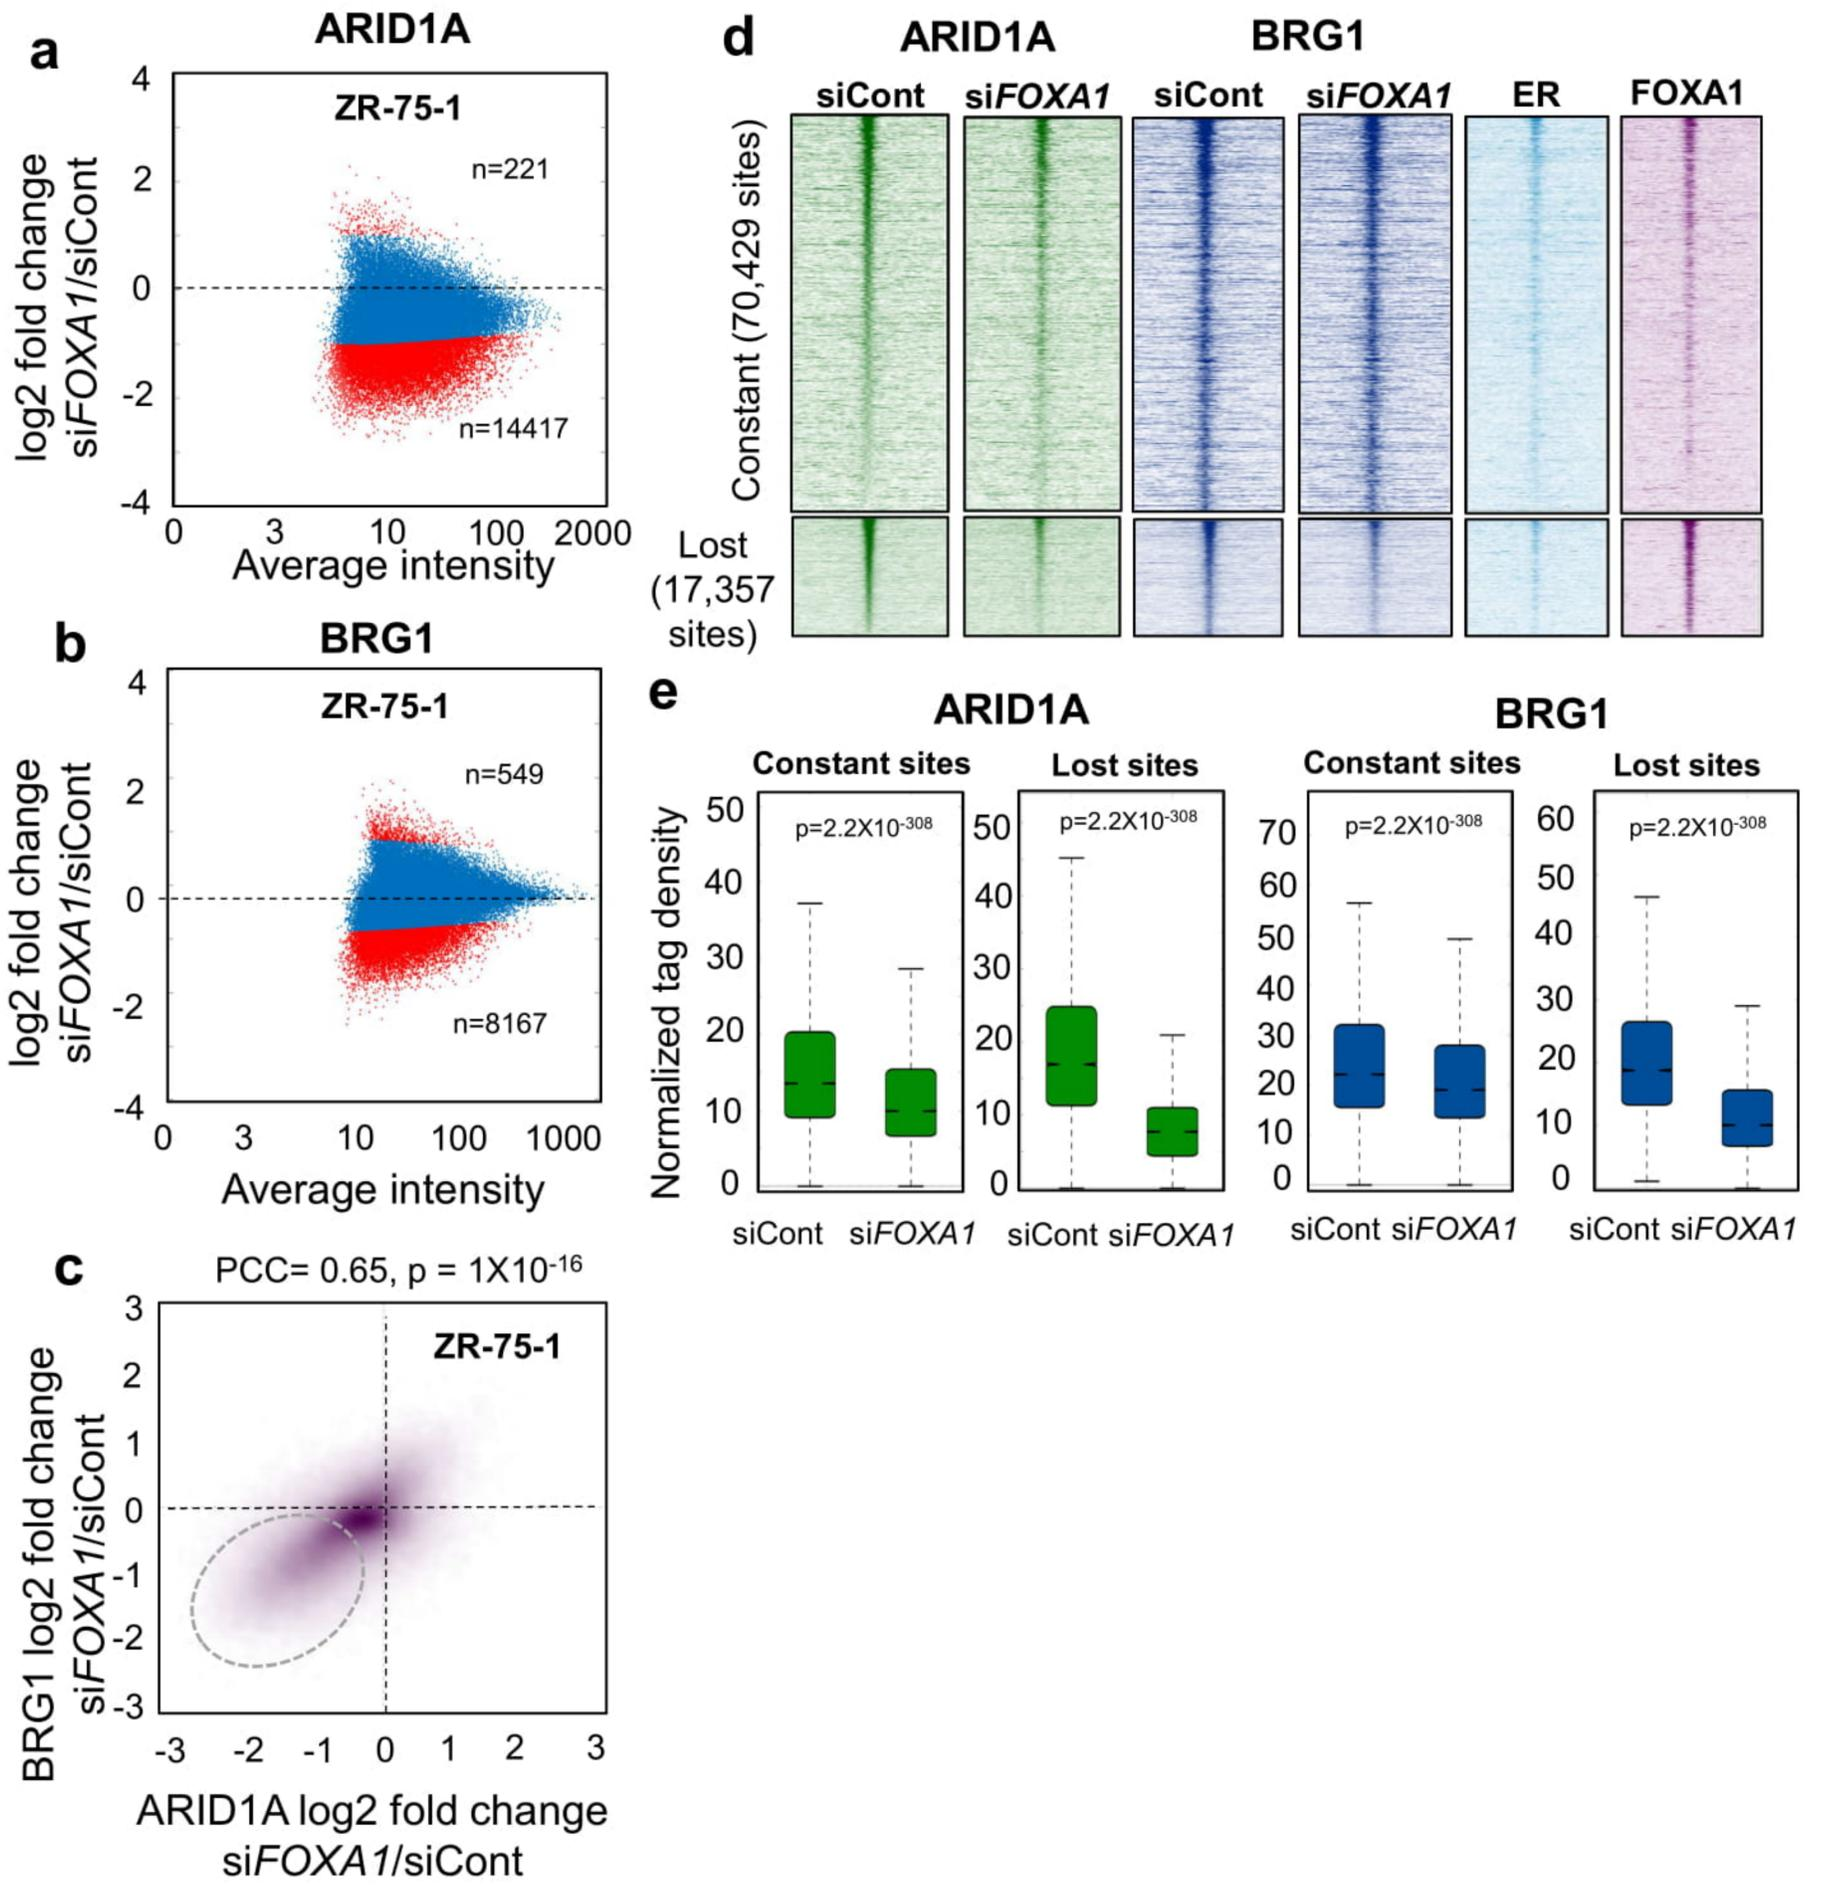 a
ARID1A
ZR-75-1
n=221
n=14417
4
2
0
-2
-4
log2 fold change
siFOXA1/siCont
0 3 10 100 2000
Average intensity
b
BRG1
ZR-75-1
n=549
n=8167
4
2
0
-2
-4
log2 fold change
siFOXA1/siCont
0 3 10 100 1000
Average intensity
c
PCC= 0.65, p = 1X10-16
ZR-75-1
3
2
1
0
-1
-2
-3
BRG1 log2 fold change
siFOXA1/siCont
-3 -2 -1 0 1 2 3
ARID1A log2 fold change
siFOXA1/siCont
d
ARID1A BRG1
siCont siFOXA1 siCont siFOXA1 ER FOXA1
Constant (70,429 sites)
Lost
(17,357
sites)
e
ARID1A BRG1
Constant sites Lost sites Constant sites Lost sites
Normalized tag density
p=2.2X10-308
50
40
30
20
10
0
siCont siFOXA1
p=2.2X10-308
50
40
30
20
10
0
siCont siFOXA1
p=2.2X10-308
70
60
50
40
30
20
10
0
siCont siFOXA1
p=2.2X10-308
60
50
40
30
20
10
0
siCont siFOXA1